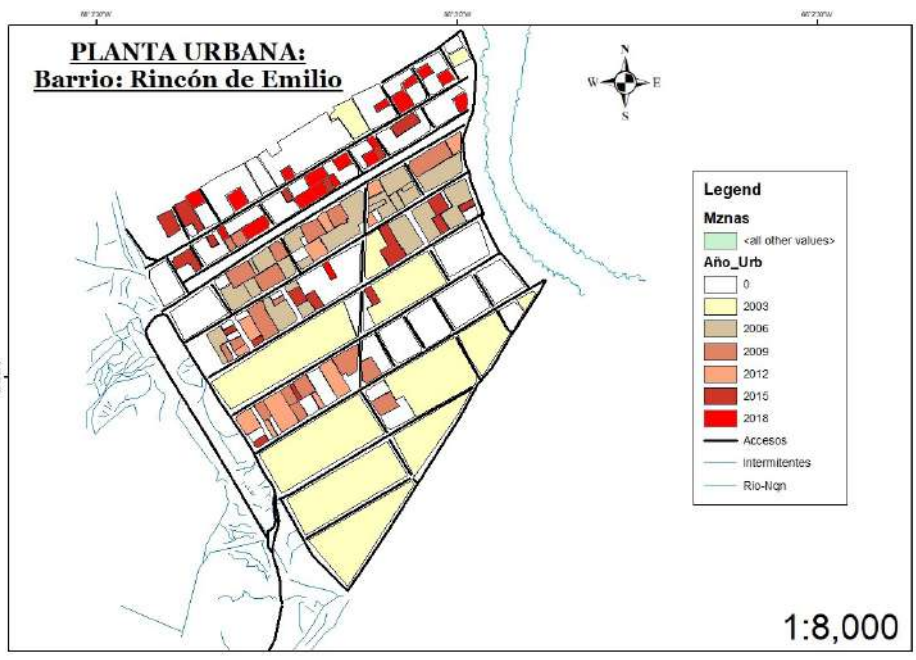 PLANTA URBANA:
Barrio: Rincón de Emilio
N
W E
S
Legend
Mznas
<all other values>
Año_Urb
0
2003
2006
2009
2012
2015
2018
Accesos
Intermitentes
Rio-Nqn
1:8,000